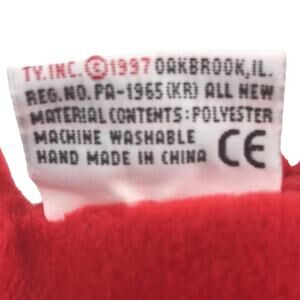 TY. INC. ©1997 OAKBROOK, IL.
REG. NO. PA-1965(KR) ALL NEW
MATERIAL CONTENTS: POLYESTER
MACHINE WASHABLE
HAND MADE IN CHINA CE